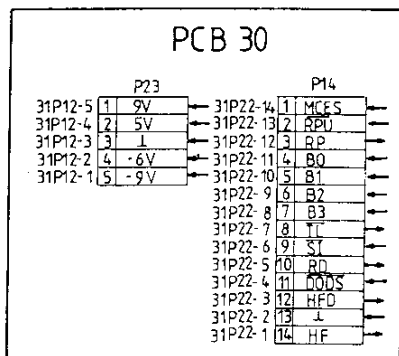 PCB 30
P23
31P12-5 1 9V
31P12-4 2 5V
31P12-3 3 ⊥
31P12-2 4 -6V
31P12-1 5 -9V
P14
31P22-14 1 MCES
31P22-13 2 RPU
31P22-12 3 RP
31P22-11 4 B0
31P22-10 5 B1
31P22-9 6 B2
31P22-8 7 B3
31P22-7 8 TL
31P22-6 9 SI
31P22-5 10 RD
31P22-4 11 DODS
31P22-3 12 HFD
31P22-2 13 ⊥
31P22-1 14 HF